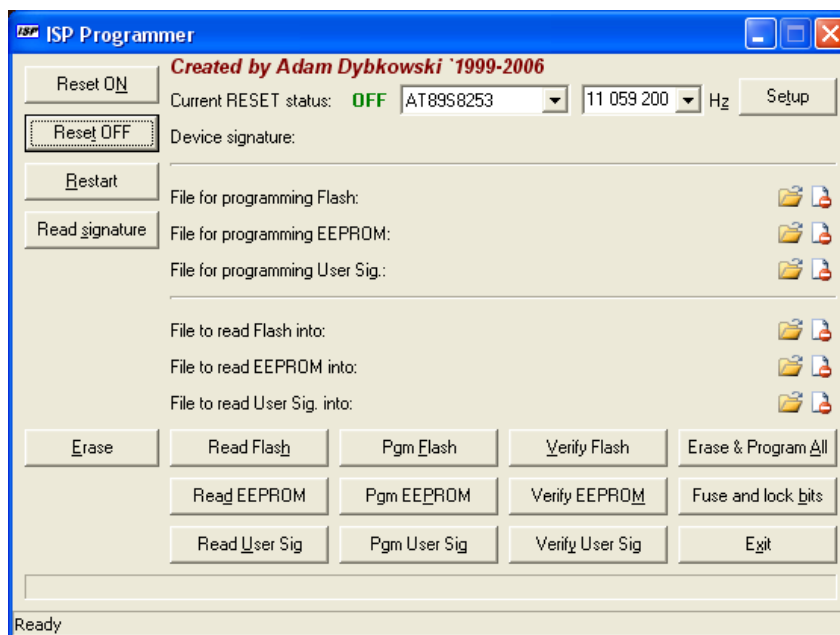 ISP ISP Programmer
Created by Adam Dybkowski `1999-2006
Reset ON
Current RESET status: OFF AT89S8253 11 059 200 Hz Setup
Reset OFF
Device signature:
Restart
File for programming Flash:
Read signature
File for programming EEPROM:
File for programming User Sig.:
File to read Flash into:
File to read EEPROM into:
File to read User Sig. into:
Erase Read Flash Pgm Flash Verify Flash Erase & Program All
Read EEPROM Pgm EEPROM Verify EEPROM Fuse and lock bits
Read User Sig Pgm User Sig Verify User Sig Exit
Ready